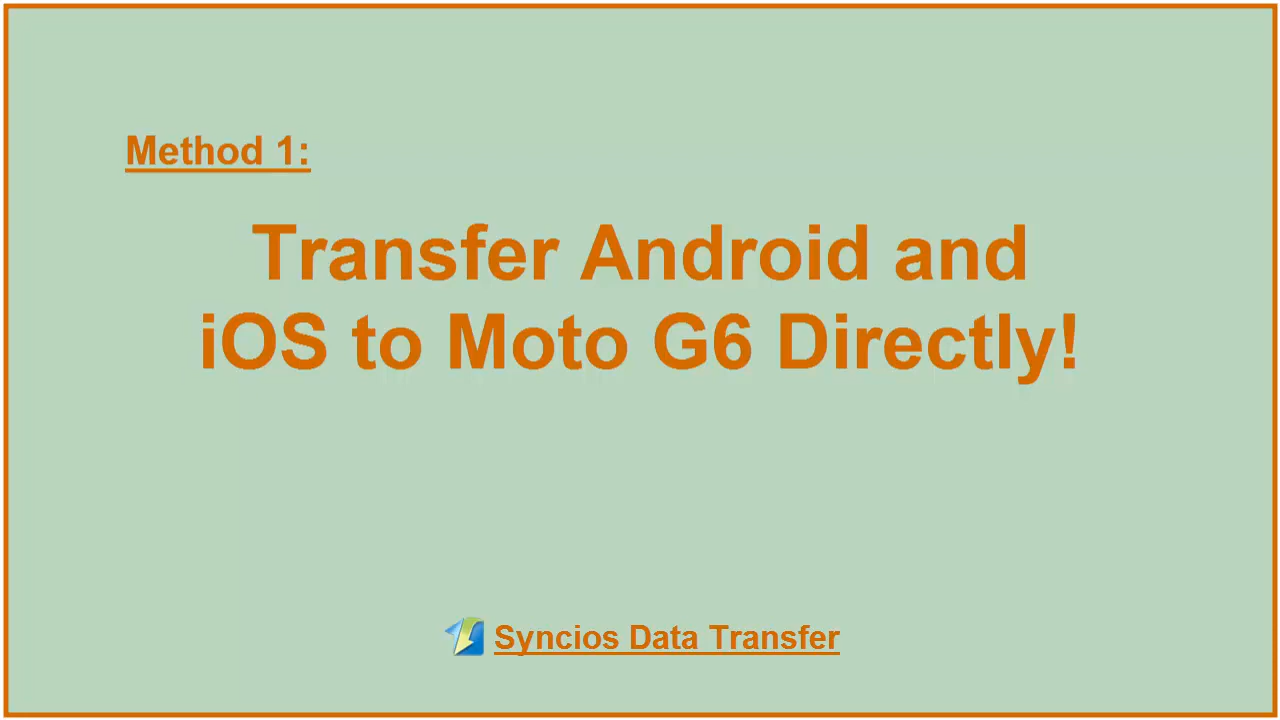 Method 1:
Transfer Android and
iOS to Moto G6 Directly!
Syncios Data Transfer